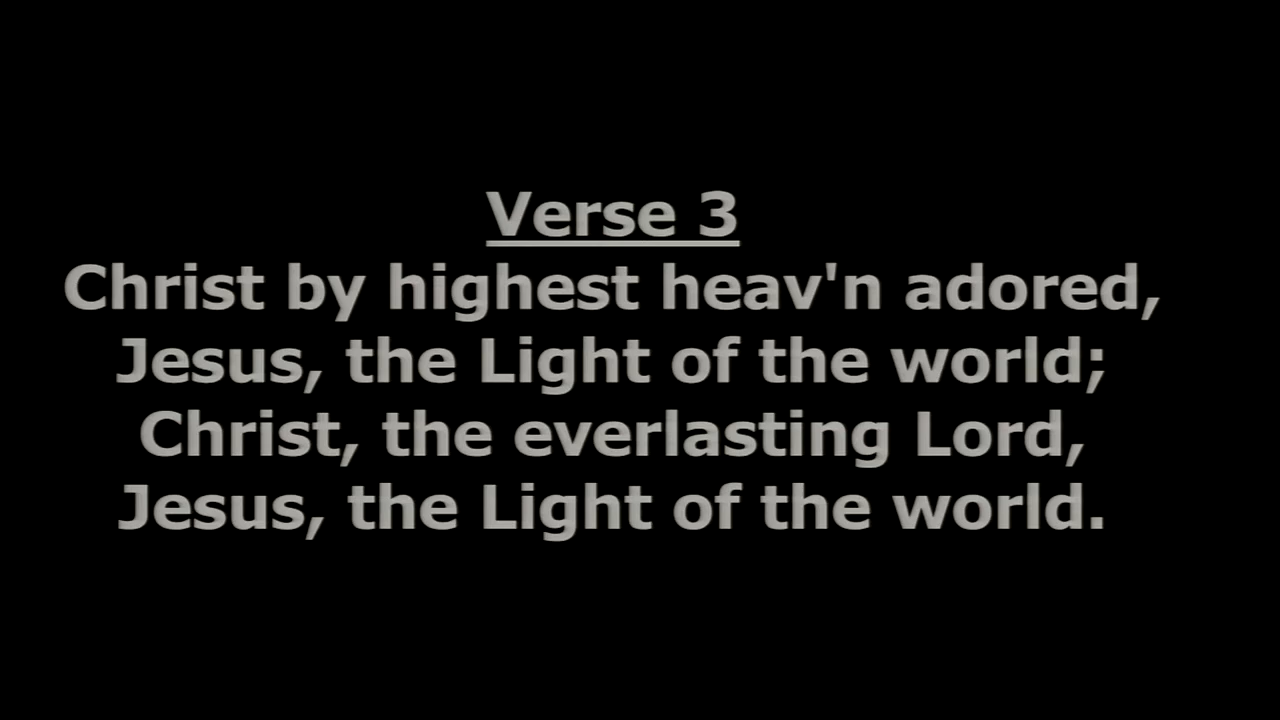 Verse 3
Christ by highest heav'n adored,
Jesus, the Light of the world;
Christ, the everlasting Lord,
Jesus, the Light of the world.